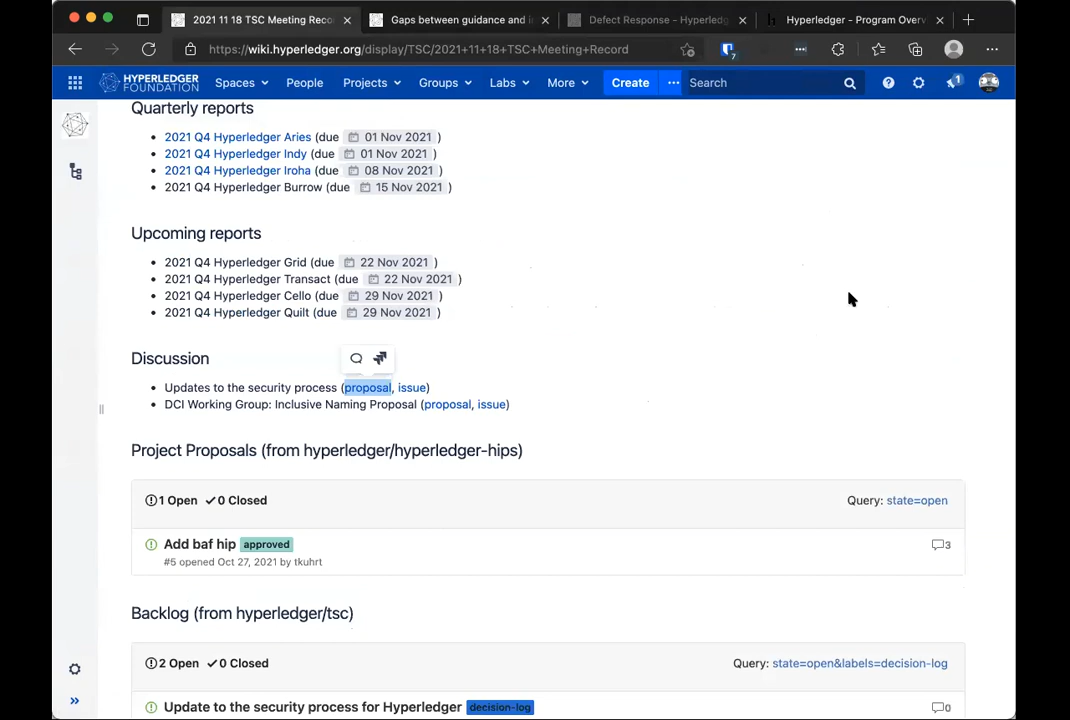 2021 11 18 TSC Meeting Reco
Gaps between guidance and i
Defect Response - Hyperledg
Hyperledger - Program Overv
https://wiki.hyperledger.org/display/TSC/2021+11+18+TSC+Meeting+Record
7
HYPERLEDGER FOUNDATION
Spaces People Projects Groups Labs More Create Search
1
Quarterly reports
2021 Q4 Hyperledger Aries (due 01 Nov 2021 )
2021 Q4 Hyperledger Indy (due 01 Nov 2021 )
2021 Q4 Hyperledger Iroha (due 08 Nov 2021 )
2021 Q4 Hyperledger Burrow (due 15 Nov 2021 )
Upcoming reports
2021 Q4 Hyperledger Grid (due 22 Nov 2021 )
2021 Q4 Hyperledger Transact (due 22 Nov 2021 )
2021 Q4 Hyperledger Cello (due 29 Nov 2021 )
2021 Q4 Hyperledger Quilt (due 29 Nov 2021 )
Discussion
Updates to the security process (proposal, issue)
DCI Working Group: Inclusive Naming Proposal (proposal, issue)
Project Proposals (from hyperledger/hyperledger-hips)
1 Open 0 Closed Query: state=open
Add baf hip approved 3
#5 opened Oct 27, 2021 by tkuhrt
Backlog (from hyperledger/tsc)
2 Open 0 Closed Query: state=open&labels=decision-log
Update to the security process for Hyperledger decision-log 0